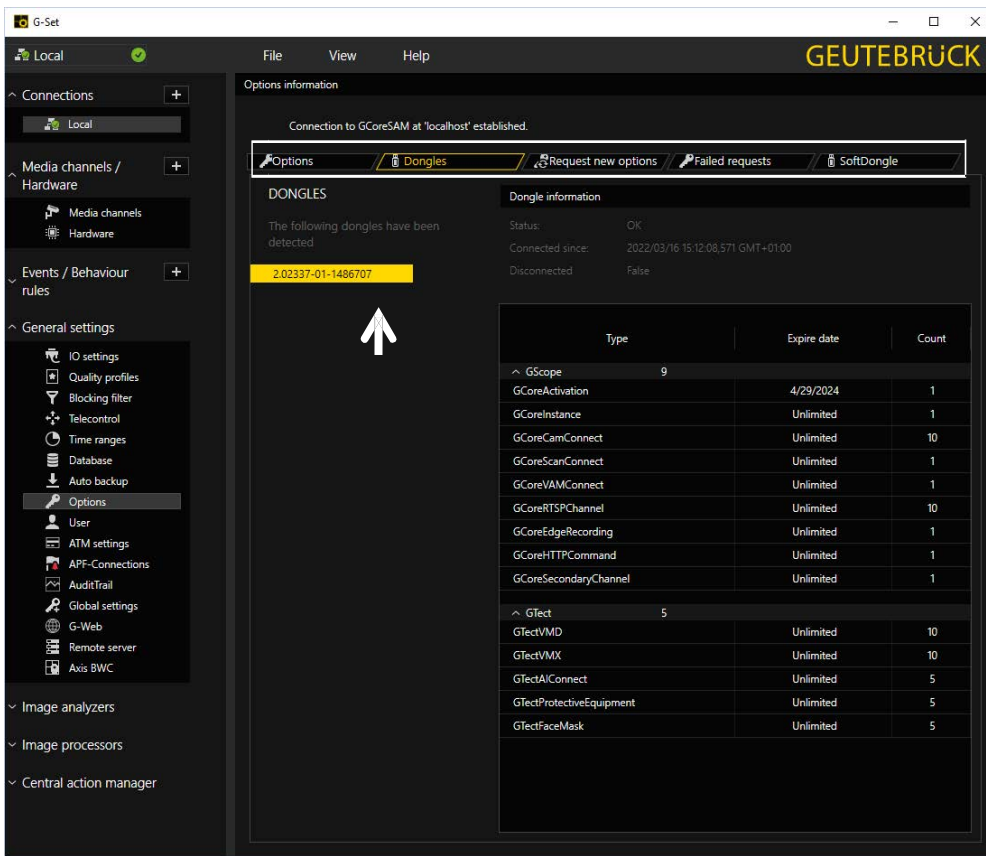 G-Set
Local
File View Help
GEUTEBRÜCK
Connections
Local
Media channels /
Hardware
Media channels
Hardware
Events / Behaviour
rules
General settings
IO settings
Quality profiles
Blocking filter
Telecontrol
Time ranges
Database
Auto backup
Options
User
ATM settings
APF-Connections
AuditTrail
Global settings
G-Web
Remote server
Axis BWC
Image analyzers
Image processors
Central action manager
Options information
Connection to GCoreSAM at 'localhost' established.
Options Dongles Request new options Failed requests SoftDongle
DONGLES
The following dongles have been
detected
2.02337-01-1486707
Dongle information
Status: OK
Connected since: 2022/03/16 15:12:08,571 GMT+01:00
Disconnected False
Type Expire date Count
GScope 9
GCoreActivation 4/29/2024 1
GCoreInstance Unlimited 1
GCoreCamConnect Unlimited 10
GCoreScanConnect Unlimited 1
GCoreVAMConnect Unlimited 1
GCoreRTSPChannel Unlimited 10
GCoreEdgeRecording Unlimited 1
GCoreHTTPCommand Unlimited 1
GCoreSecondaryChannel Unlimited 1
GTect 5
GTectVMD Unlimited 10
GTectVMX Unlimited 10
GTectAIConnect Unlimited 5
GTectProtectiveEquipment Unlimited 5
GTectFaceMask Unlimited 5